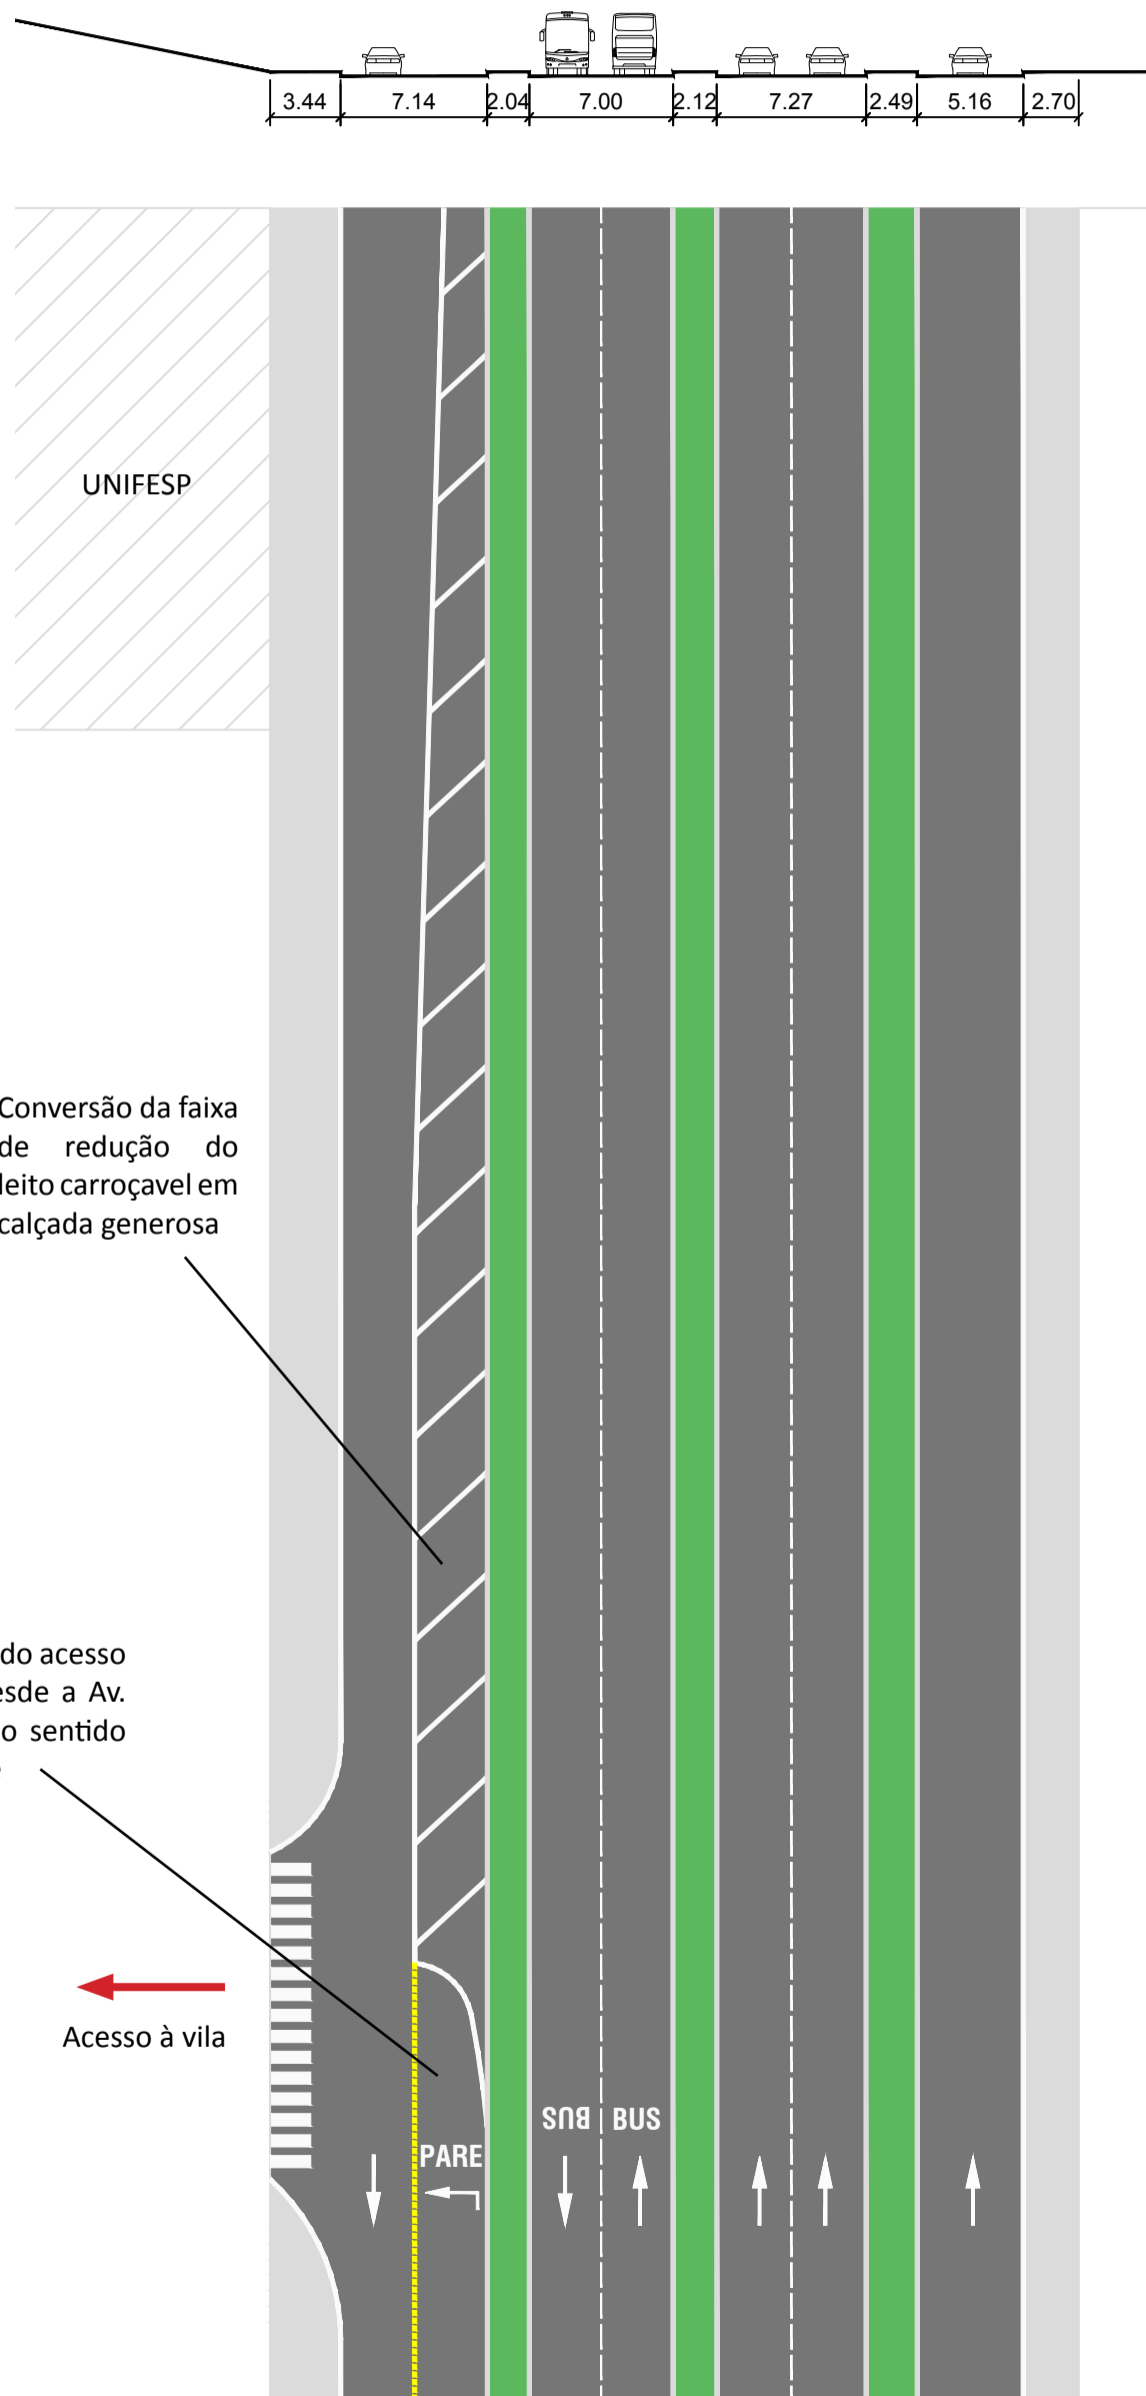 3.44 7.14 2.04 7.00 2.12 7.27 2.49 5.16 2.70
UNIFESP
Conversão da faixa
de redução do
leito carroçavel em
calçada generosa
do acesso
esde a Av.
o sentido
Acesso à vila
BUS BUS
PARE